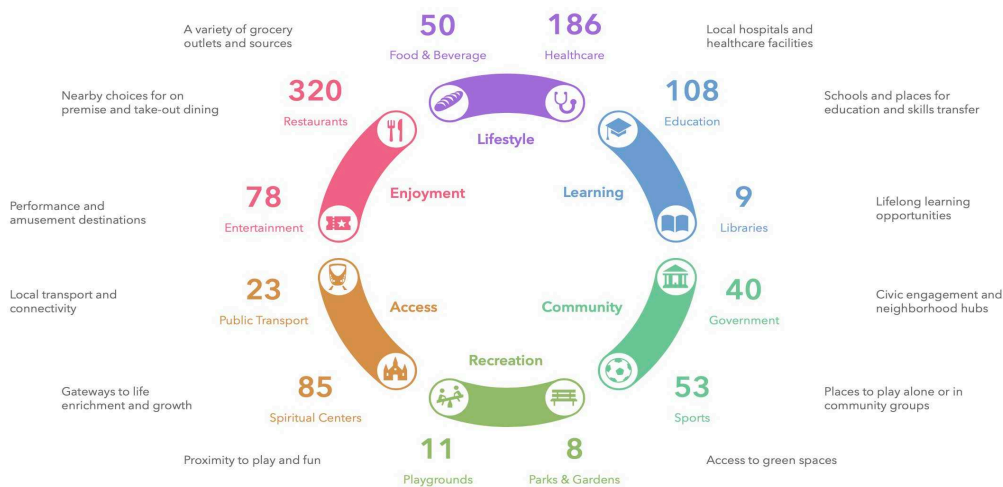 A variety of grocery
outlets and sources
50
Food & Beverage
186
Healthcare
Local hospitals and
healthcare facilities
Nearby choices for on
premise and take-out dining
320
Restaurants
108
Education
Schools and places for
education and skills transfer
Lifestyle
Enjoyment
Learning
Performance and
amusement destinations
78
Entertainment
9
Libraries
Lifelong learning
opportunities
Local transport and
connectivity
23
Public Transport
Access
Community
40
Government
Civic engagement and
neighborhood hubs
Recreation
Gateways to life
enrichment and growth
85
Spiritual Centers
53
Sports
Places to play alone or in
community groups
Proximity to play and fun
11
Playgrounds
8
Parks & Gardens
Access to green spaces